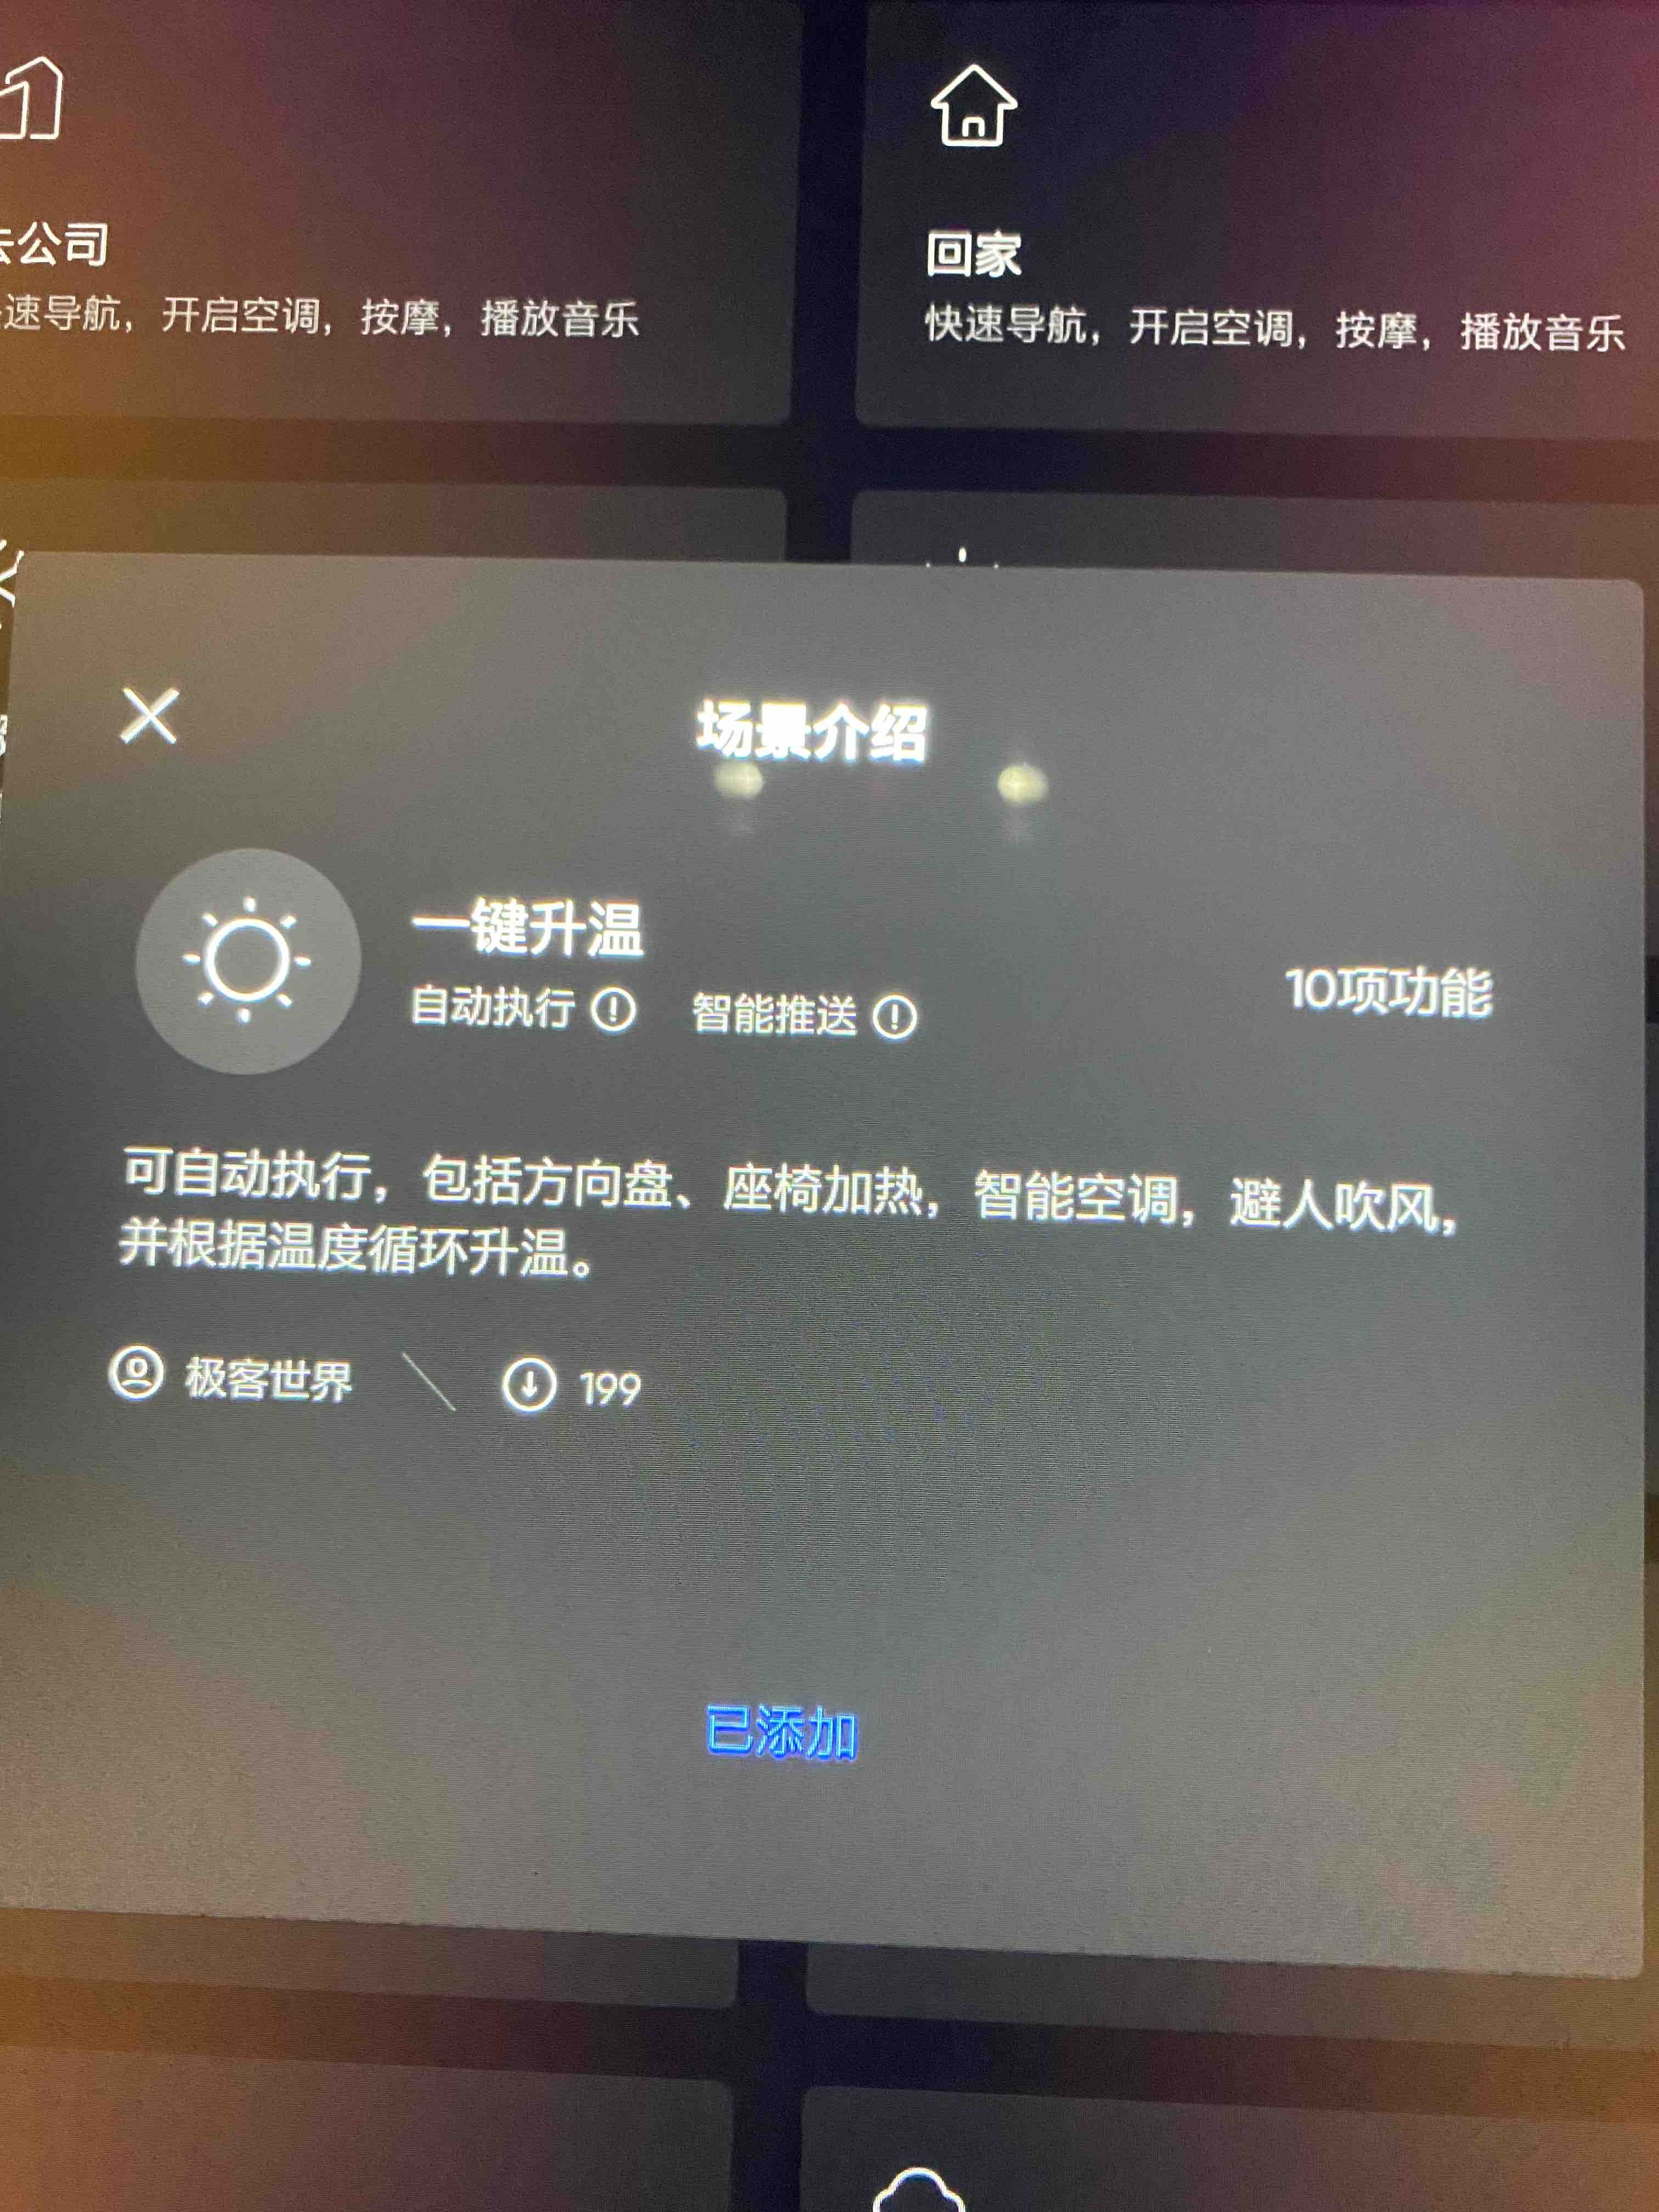 去公司
速导航，开启空调，按摩，播放音乐
回家
快速导航，开启空调，按摩，播放音乐
场景介绍
一键升温
自动执行 智能推送
10项功能
可自动执行，包括方向盘、座椅加热，智能空调，避人吹风，
并根据温度循环升温。
极客世界 199
已添加